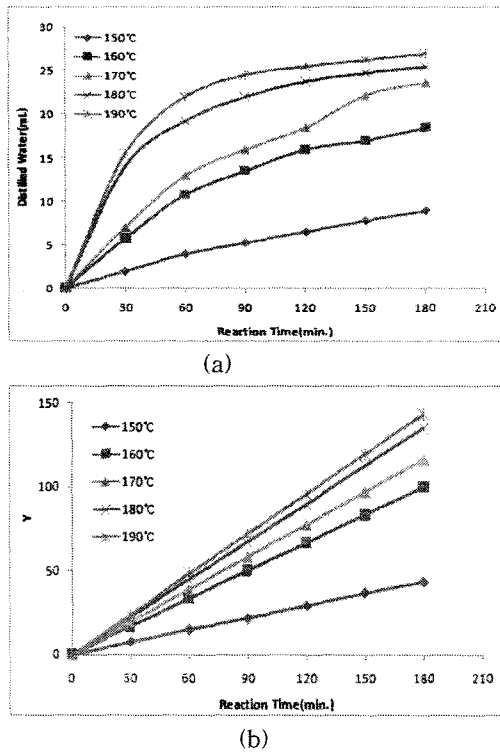 30
25
20
15
10
5
0
Distilled Water(mL)
150℃
160℃
170℃
180℃
190℃
0 30 60 90 120 150 180 210
Reaction Time(min.)
(a)
150
100
50
0
Y
150℃
160℃
170℃
180℃
190℃
0 30 60 90 120 150 180 210
Reaction Time(min.)
(b)